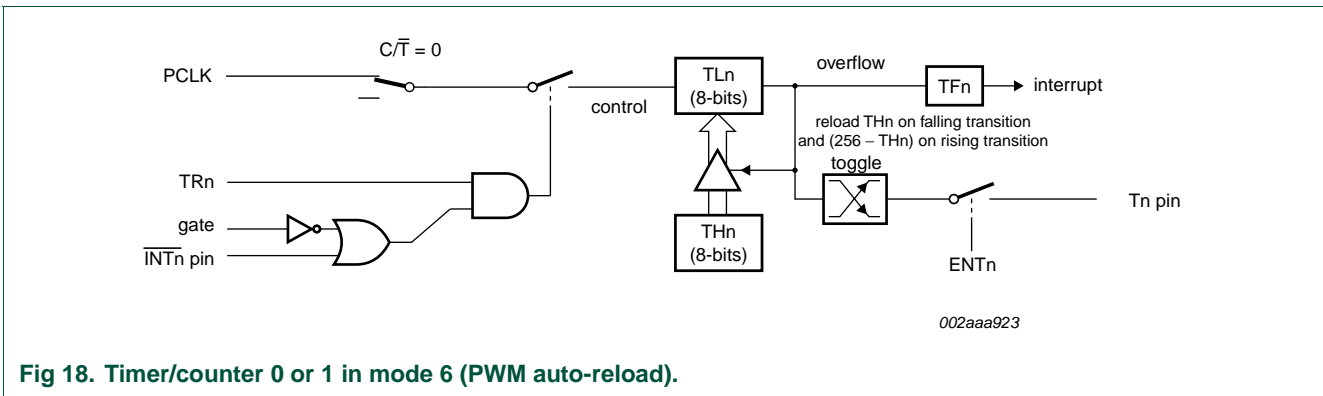 C/T̅ = 0
PCLK
TLn
(8-bits)
overflow
TFn
interrupt
control
reload THn on falling transition
and (256 – THn) on rising transition
toggle
TRn
Tn pin
gate
I̅N̅T̅n̅ pin
THn
(8-bits)
ENTn
002aaa923
Fig 18. Timer/counter 0 or 1 in mode 6 (PWM auto-reload).